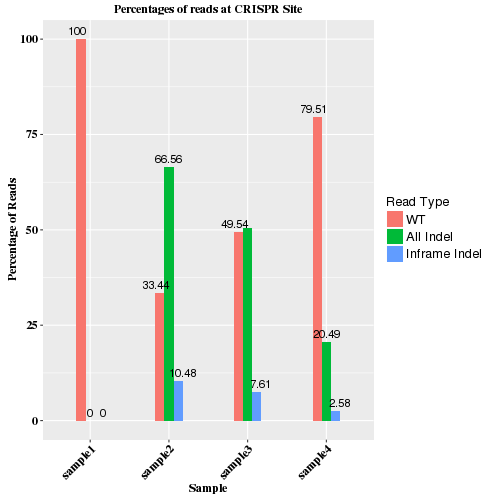 Percentages of reads at CRISPR Site
Percentage of Reads
100
75
50
25
0
100
0 0
33.44
66.56
10.48
49.54
7.61
79.51
20.49
2.58
sample1
sample2
sample3
sample4
Sample
Read Type
WT
All Indel
Inframe Indel